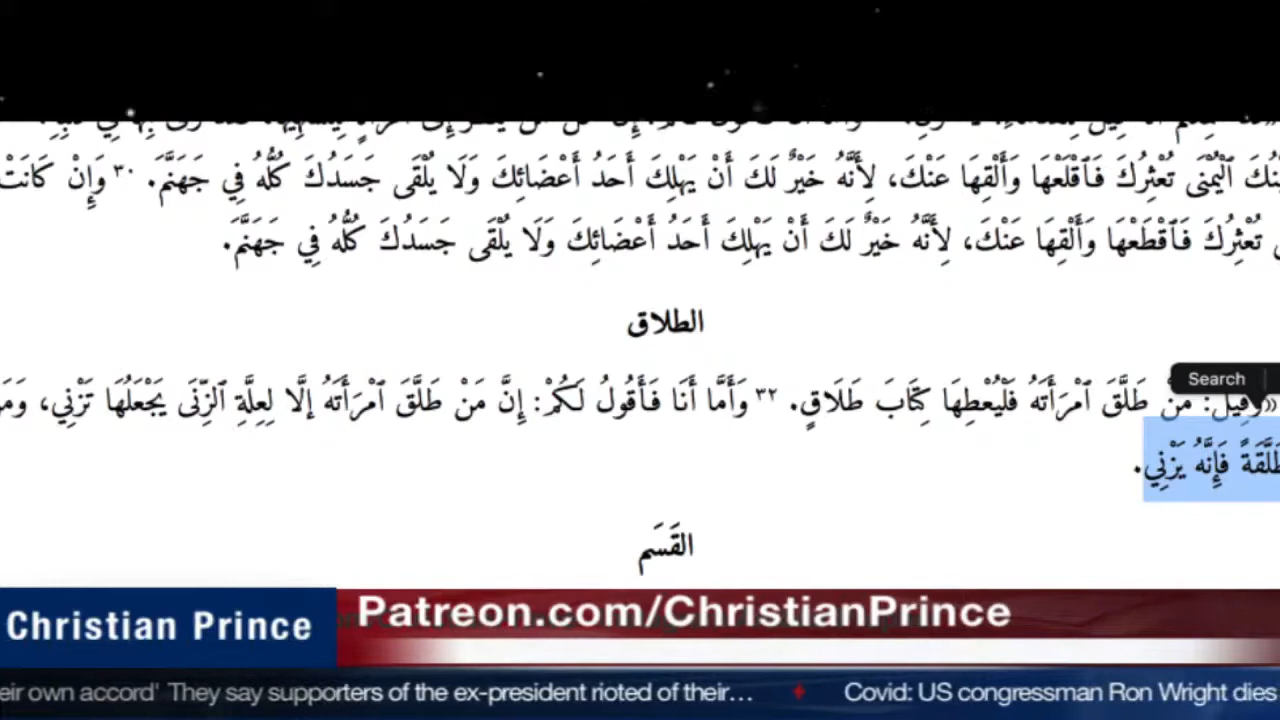 ٱلْيُمْنَى تُعْثِرُكَ فَٱقْلَعْهَا وَأَلْقِهَا عَنْكَ، لِأَنَّهُ خَيْرٌ لَكَ أَنْ يَهْلِكَ أَحَدُ أَعْضَائِكَ وَلَا يُلْقَى جَسَدُكَ كُلُّهُ فِي جَهَنَّمَ. ٣٠ وَإِنْ كَانَتْ
تُعْثِرُكَ فَٱقْطَعْهَا وَأَلْقِهَا عَنْكَ، لِأَنَّهُ خَيْرٌ لَكَ أَنْ يَهْلِكَ أَحَدُ أَعْضَائِكَ وَلَا يُلْقَى جَسَدُكَ كُلُّهُ فِي جَهَنَّمَ.
الطلاق
Search
«وَقِيلَ: مَنْ طَلَّقَ ٱمْرَأَتَهُ فَلْيُعْطِهَا كِتَابَ طَلَاقٍ. ٣٢ وَأَمَّا أَنَا فَأَقُولُ لَكُمْ: إِنَّ مَنْ طَلَّقَ ٱمْرَأَتَهُ إلَّا لِعِلَّةِ ٱلزِّنَى يَجْعَلُهَا تَزْنِي،
فَإِنَّهُ يَزْنِي.
القَسَم
Christian Prince
Patreon.com/ChristianPrince
eir own accord' They say supporters of the ex-president rioted of their... Covid: US congressman Ron Wright dies